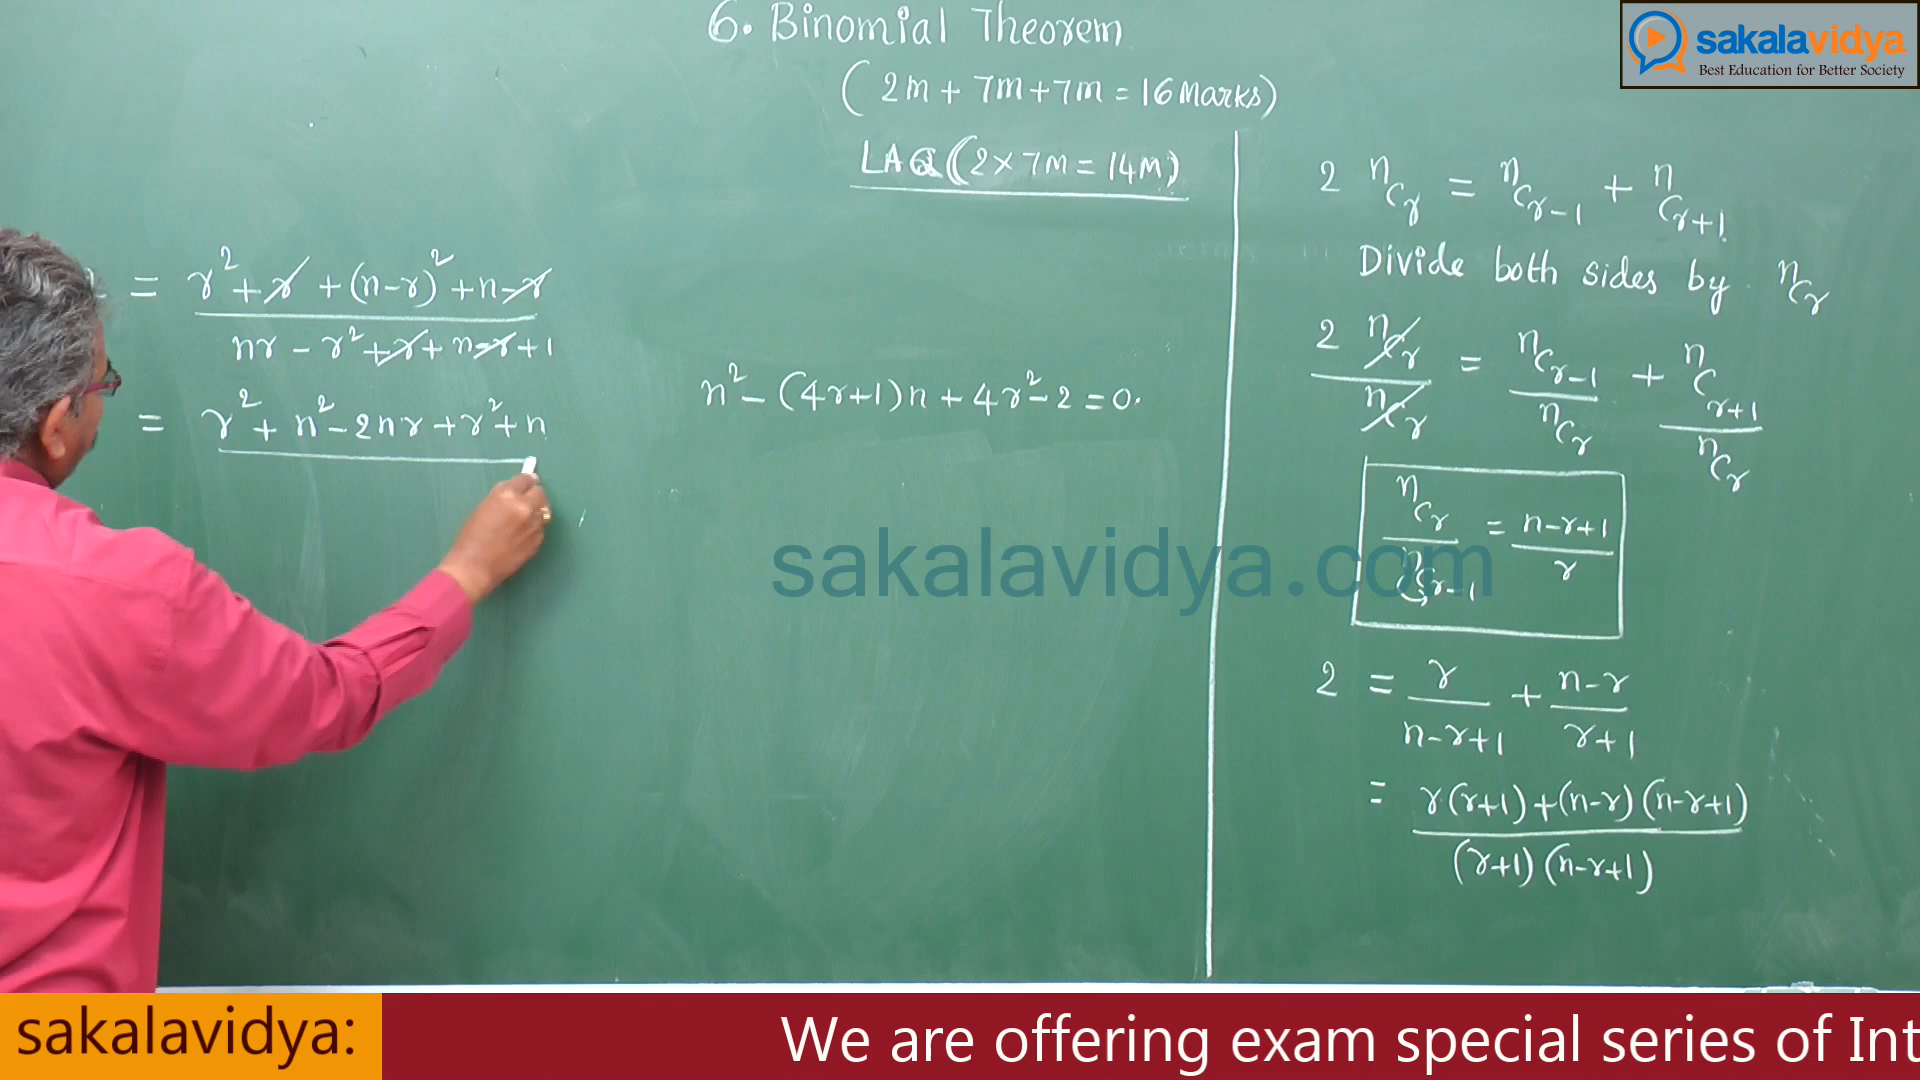 6. Binomial Theorem
(2m + 7m + 7m = 16 Marks)
LAQ (2 × 7m = 14m)
= r² + r + (n-r)² + n-r
nr - r² + r + n - r + 1
= r² + n² - 2nr + r² + n
n² - (4r+1)n + 4r² - 2 = 0.
2 nCr = nCr-1 + nCr+1
Divide both sides by nCr
2 nCr / nCr = nCr-1 / nCr + nCr+1 / nCr
nCr / nCr-1 = n-r+1 / r
2 = r / n-r+1 + n-r / r+1
= r(r+1) + (n-r)(n-r+1)
(r+1)(n-r+1)
sakalavidya
Best Education for Better Society
sakalavidya.com
sakalavidya:
We are offering exam special series of Int